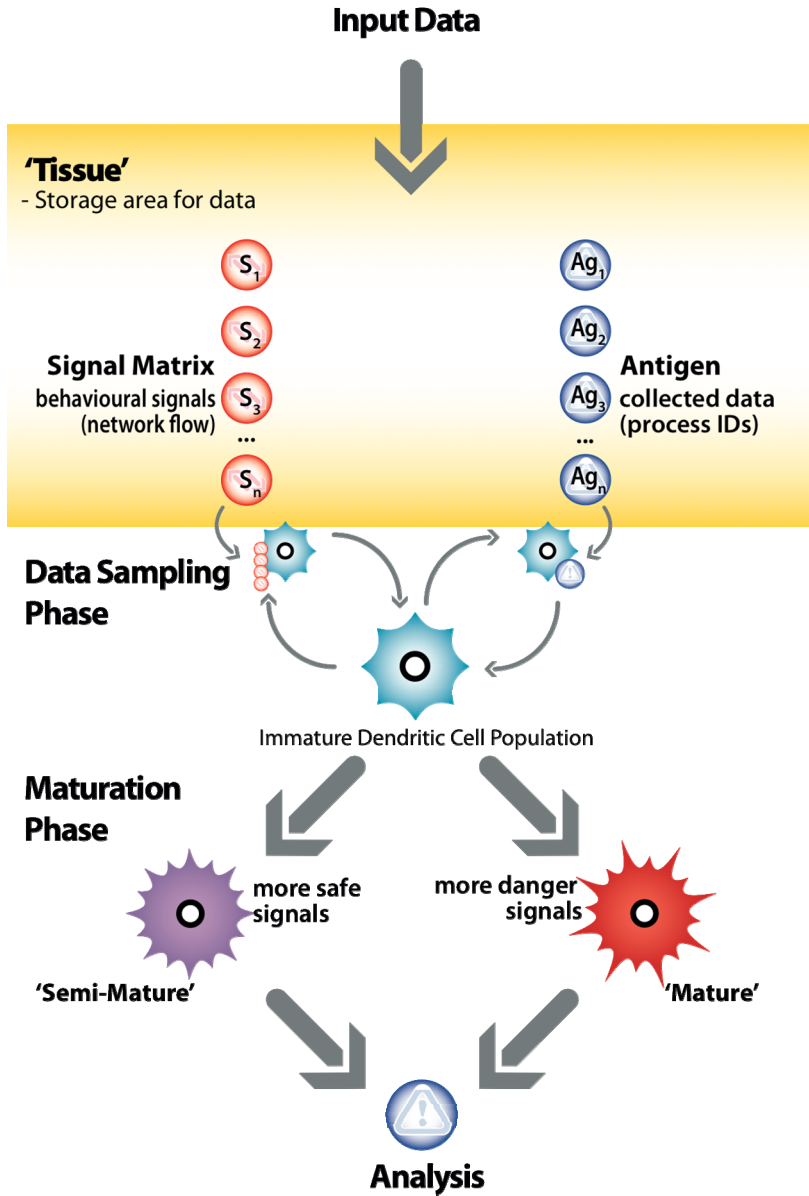 Input Data
'Tissue'
- Storage area for data
S1
Ag1
S2
Ag2
Signal Matrix
behavioural signals
(network flow)
S3
...
Sn
Antigen
collected data
(process IDs)
Ag3
...
Agn
Data Sampling
Phase
Immature Dendritic Cell Population
Maturation
Phase
more safe
signals
more danger
signals
'Semi-Mature'
'Mature'
!
Analysis